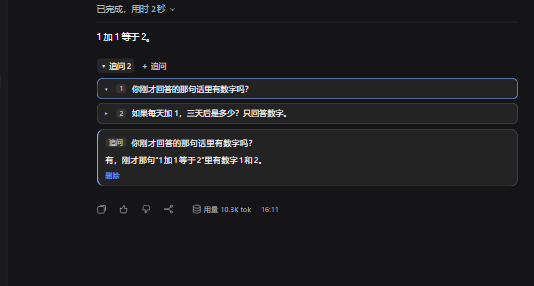 已完成，用时 2秒
1 加 1 等于 2。
追问 2 + 追问
1 你刚才回答的那句话里有数字吗？
2 如果每天加 1，三天后是多少？只回答数字。
追问 你刚才回答的那句话里有数字吗？
有，刚才那句“1 加 1 等于 2”里有数字 1 和 2。
删除
用量 10.3K tok 16:11